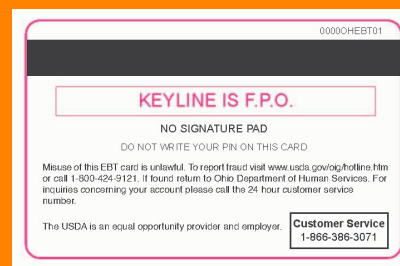 0000OHEBT01
KEYLINE IS F.P.O.
NO SIGNATURE PAD
DO NOT WRITE YOUR PIN ON THIS CARD
Misuse of this EBT card is unlawful. To report fraud visit www.usda.gov/oig/hotline.htm
or call 1-800-424-9121. If found return to Ohio Department of Human Services. For
inquiries concerning your account please call the 24 hour customer service
number.
The USDA is an equal opportunity provider and employer.
Customer Service
1-866-386-3071